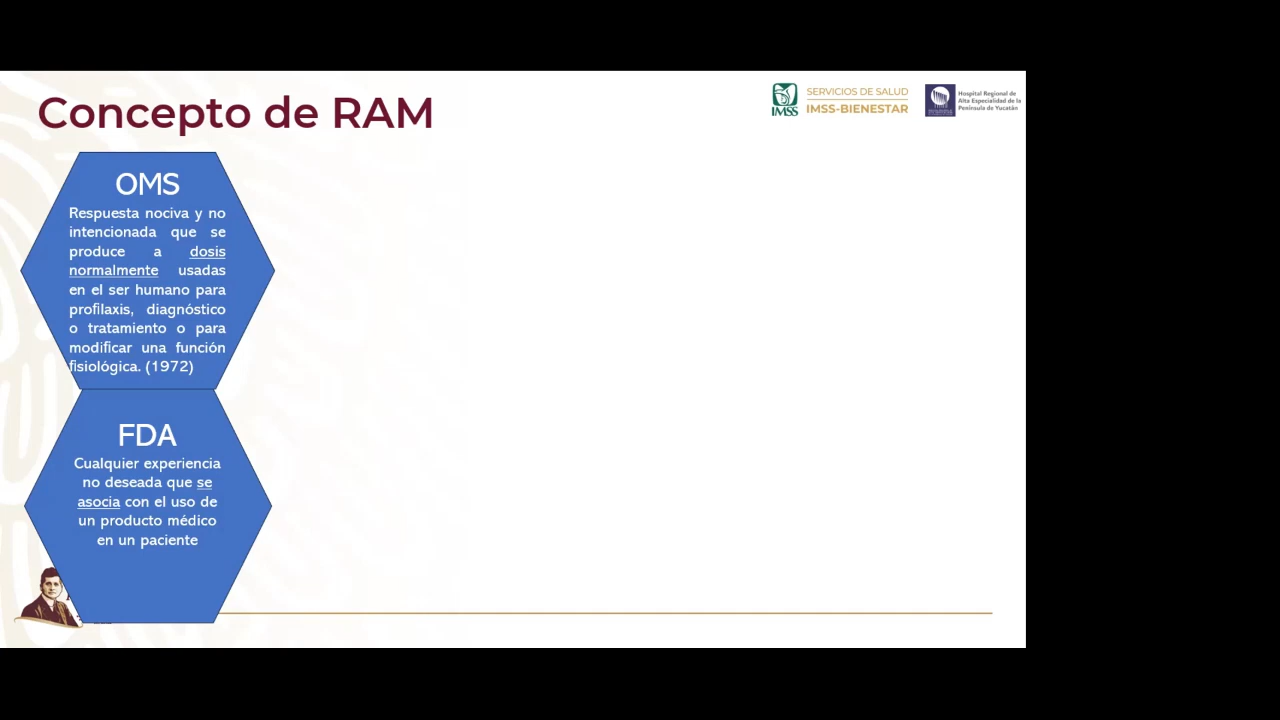 Concepto de RAM
IMSS
SERVICIOS DE SALUD
IMSS-BIENESTAR
Hospital Regional de
Alta Especialidad de la
Península de Yucatán
OMS
Respuesta nociva y no
intencionada que se
produce a dosis
normalmente usadas
en el ser humano para
profilaxis, diagnóstico
o tratamiento o para
modificar una función
fisiológica. (1972)
FDA
Cualquier experiencia
no deseada que se
asocia con el uso de
un producto médico
en un paciente